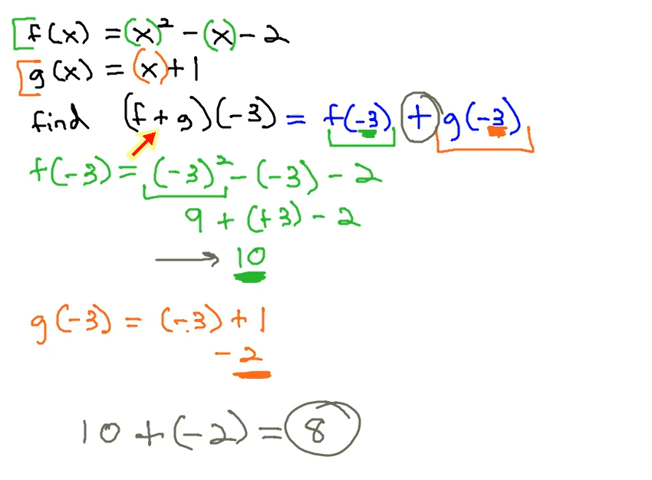 f(x) = (x)² - (x) - 2
g(x) = (x) + 1
find (f + g)(-3) = f(-3) + g(-3)
f(-3) = (-3)² - (-3) - 2
9 + (+3) - 2
→ 10
g(-3) = (-3) + 1
-2
10 + (-2) = 8